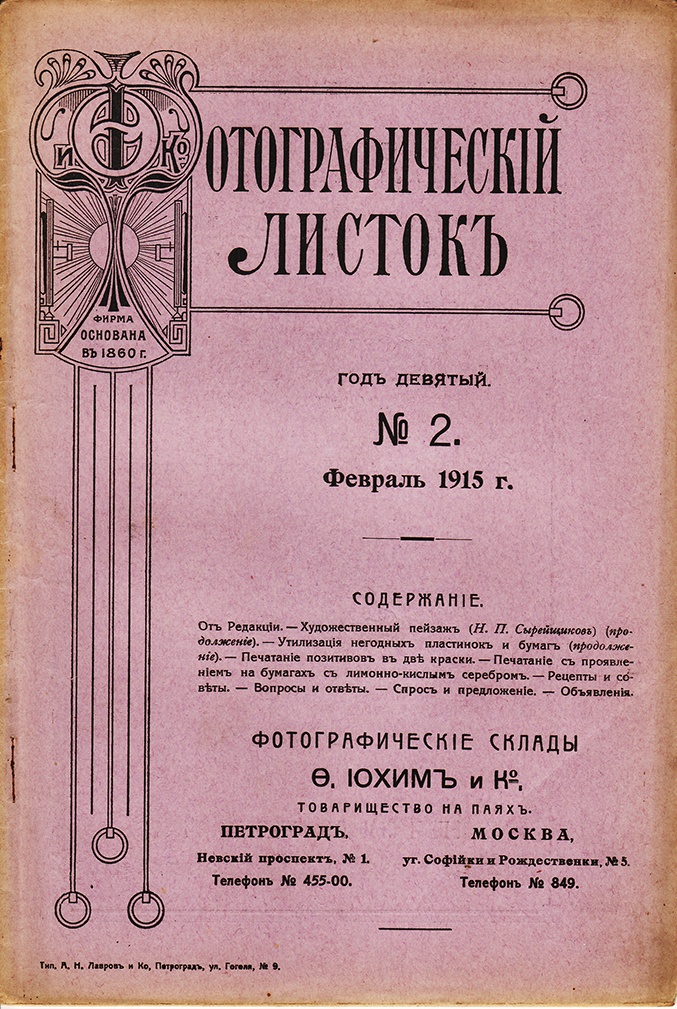 Ѳ И Ко
ФОТОГРАФИЧЕСКІЙ
ЛИСТОКЪ
ФИРМА
ОСНОВАНА
ВЪ 1860 г.
ГОДЪ ДЕВЯТЫЙ.
№ 2.
Февраль 1915 г.
СОДЕРЖАНІЕ.
Отъ Редакціи. — Художественный пейзажъ (Н. П. Сырейщиковъ) (про-
долженіе). — Утилизація негодныхъ пластинокъ и бумагъ (продолже-
ніе). — Печатаніе позитивовъ въ двѣ краски. — Печатаніе съ проявле-
ніемъ на бумагахъ съ лимонно-кислымъ серебромъ. — Рецепты и со-
вѣты. — Вопросы и отвѣты. — Спросъ и предложеніе. — Объявленія.
ФОТОГРАФИЧЕСКІЕ СКЛАДЫ
Ѳ. ІОХИМЪ и Ко.
ТОВАРИЩЕСТВО НА ПАЯХЪ.
ПЕТРОГРАДЪ,
Невскій проспектъ, № 1.
Телефонъ № 455-00.
МОСКВА,
уг. Софійки и Рождественки, № 5.
Телефонъ № 849.
Тип. А. Н. Лавровъ и Ко, Петроградъ, ул. Гоголя, № 9.